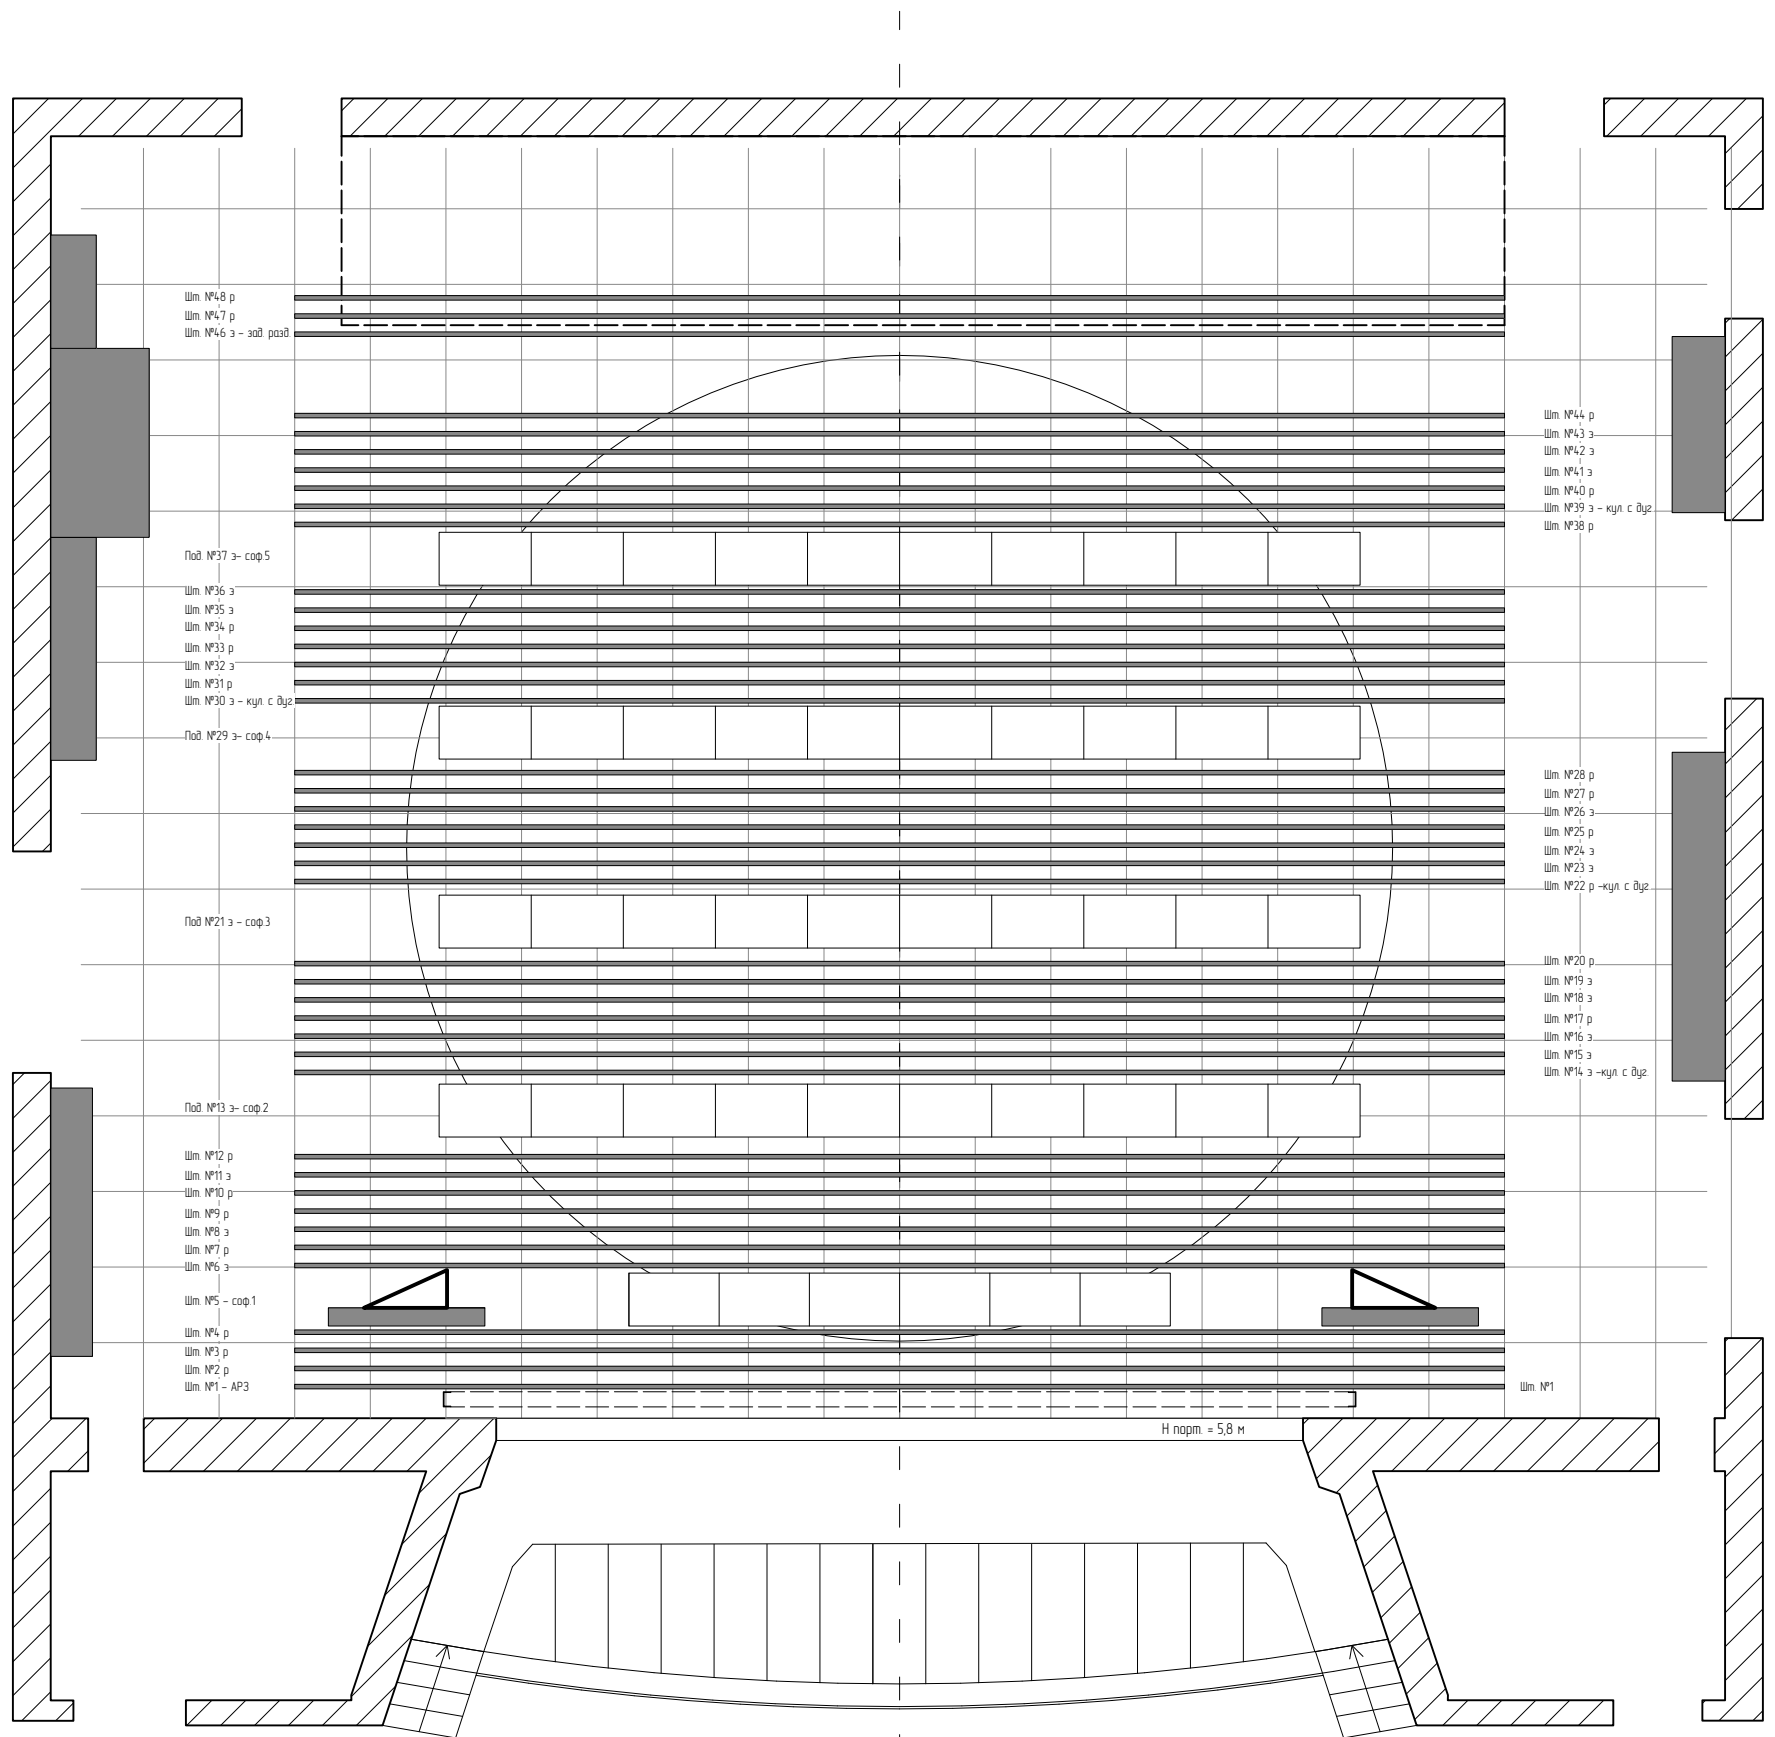 Шт. №48 р
Шт. №47 р
Шт. №46 э - зад. разд.
Шт. №44 р
Шт. №43 э
Шт. №42 э
Шт. №41 э
Шт. №40 р
Шт. №39 э - кул. с дуг.
Шт. №38 р
Под. №37 э- соф.5
Шт. №36 э
Шт. №35 э
Шт. №34 р
Шт. №33 р
Шт. №32 э
Шт. №31 р
Шт. №30 э - кул. с дуг.
Под. №29 э- соф.4
Шт. №28 р
Шт. №27 р
Шт. №26 э
Шт. №25 р
Шт. №24 э
Шт. №23 э
Шт. №22 р -кул. с дуг.
Под. №21 э - соф.3
Шт. №20 р
Шт. №19 э
Шт. №18 э
Шт. №17 р
Шт. №16 э
Шт. №15 э
Шт. №14 э -кул. с дуг.
Под. №13 э- соф.2
Шт. №12 р
Шт. №11 э
Шт. №10 р
Шт. №9 р
Шт. №8 э
Шт. №7 р
Шт. №6 э
Шт. №5 - соф.1
Шт. №4 р
Шт. №3 р
Шт. №2 р
Шт. №1 - АРЗ
Шт. №1
Н порт. = 5,8 м